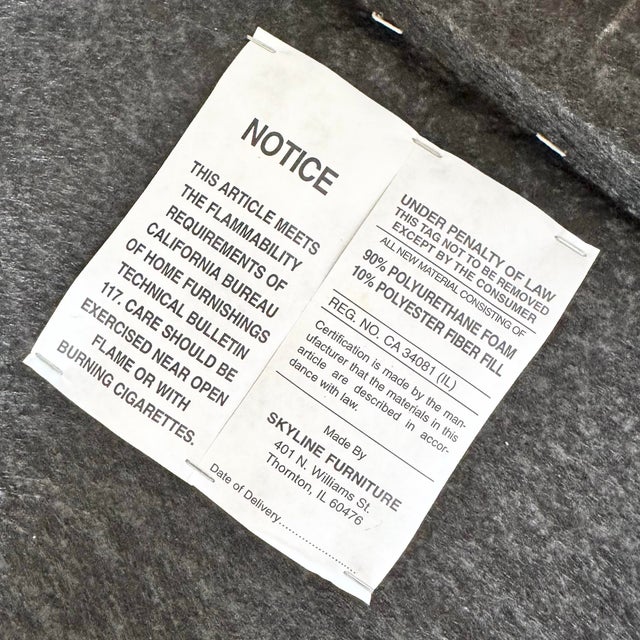 NOTICE
THIS ARTICLE MEETS
THE FLAMMABILITY
REQUIREMENTS OF
CALIFORNIA BUREAU
OF HOME FURNISHINGS
TECHNICAL BULLETIN
117. CARE SHOULD BE
EXERCISED NEAR OPEN
FLAME OR WITH
BURNING CIGARETTES.
UNDER PENALTY OF LAW
THIS TAG NOT TO BE REMOVED
EXCEPT BY THE CONSUMER
ALL NEW MATERIAL CONSISTING OF
90% POLYURETHANE FOAM
10% POLYESTER FIBER FILL
REG. NO. CA 34081 (IL)
Certification is made by the man-
ufacturer that the materials in this
article are described in accor-
dance with law.
Made By
SKYLINE FURNITURE
401 N. Williams St.
Thornton, IL 60476
Date of Delivery....................